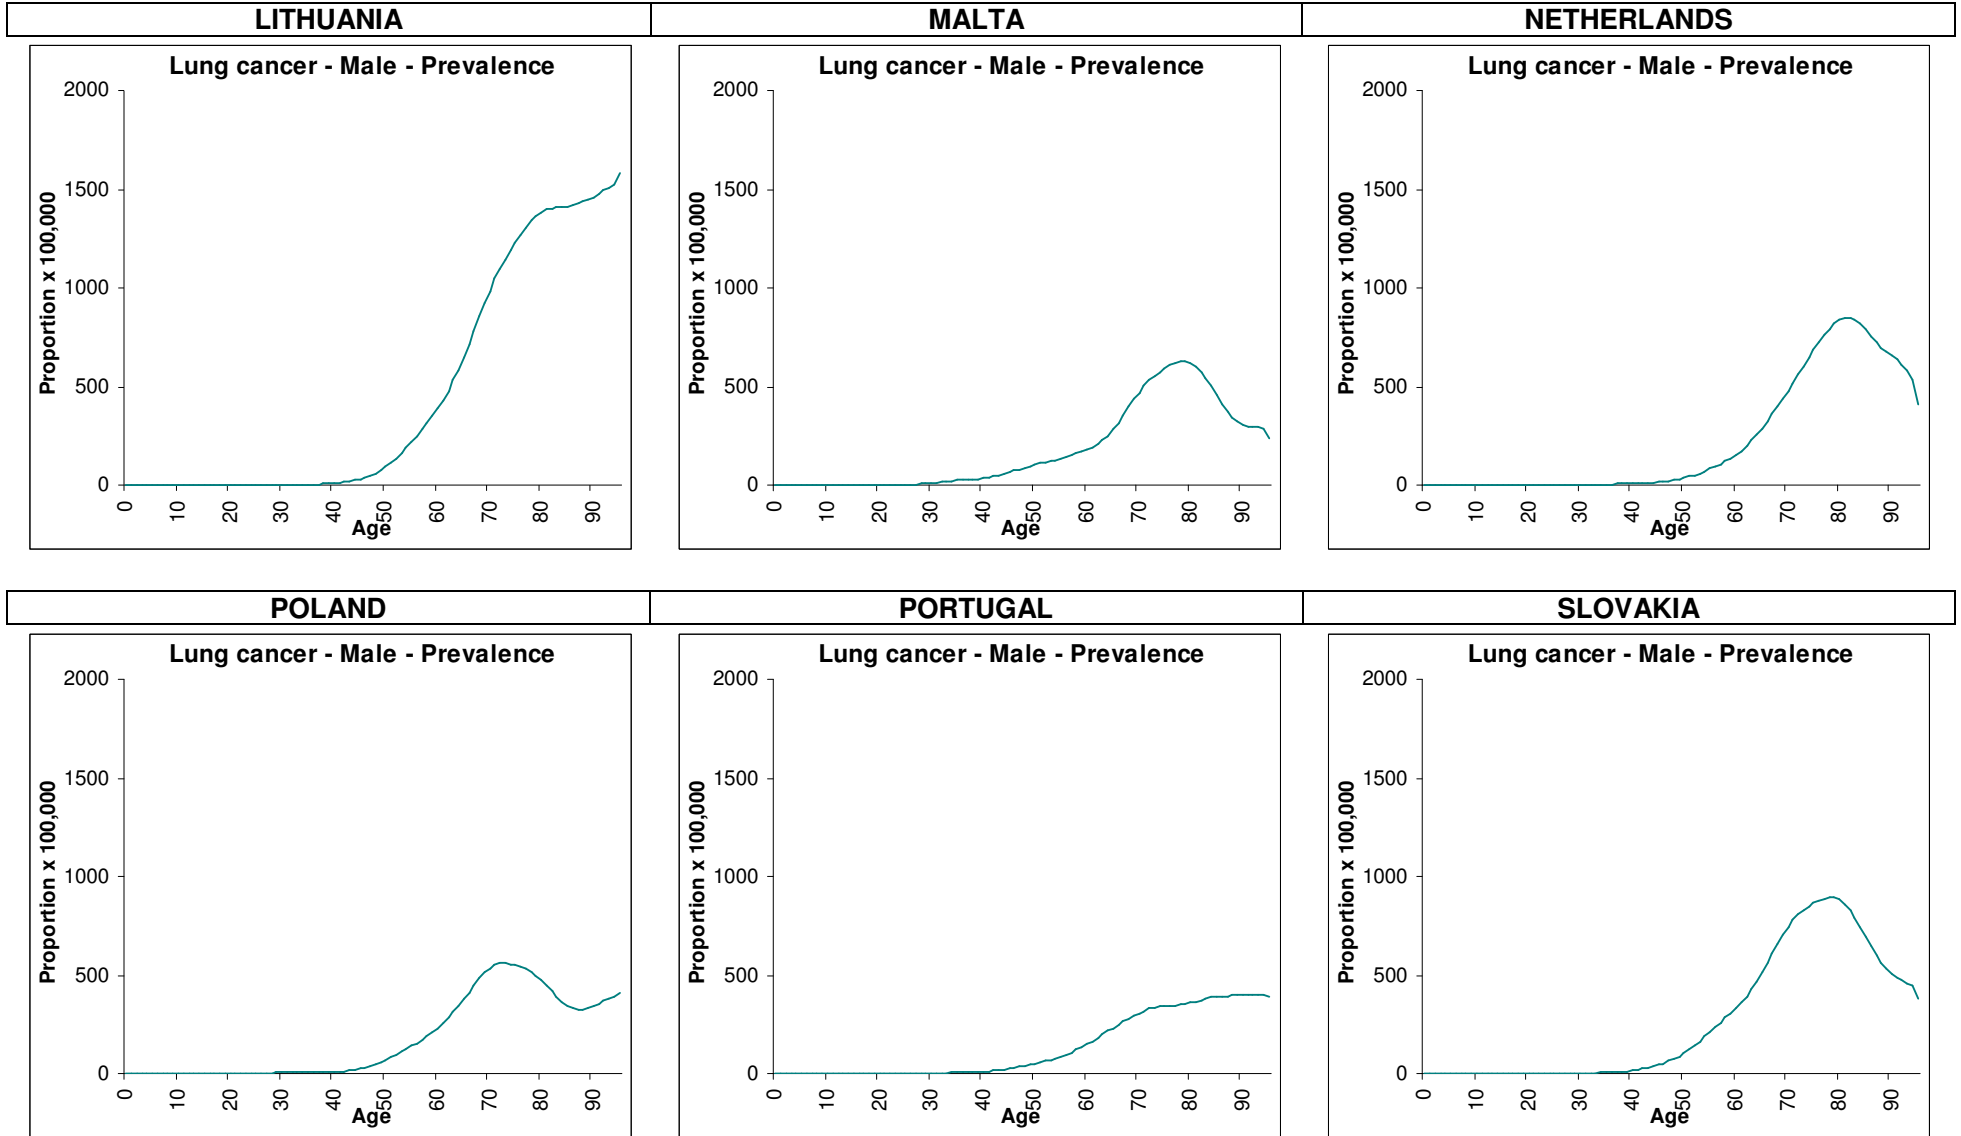 LITHUANIA MALTA NETHERLANDS
Lung cancer - Male - Prevalence
2000
1500
1000
500
0
Proportion x 100,000
0 10 20 30 40 50 60 70 80 90
Age
Lung cancer - Male - Prevalence
2000
1500
1000
500
0
Proportion x 100,000
0 10 20 30 40 50 60 70 80 90
Age
Lung cancer - Male - Prevalence
2000
1500
1000
500
0
Proportion x 100,000
0 10 20 30 40 50 60 70 80 90
Age
POLAND PORTUGAL SLOVAKIA
Lung cancer - Male - Prevalence
2000
1500
1000
500
0
Proportion x 100,000
0 10 20 30 40 50 60 70 80 90
Age
Lung cancer - Male - Prevalence
2000
1500
1000
500
0
Proportion x 100,000
0 10 20 30 40 50 60 70 80 90
Age
Lung cancer - Male - Prevalence
2000
1500
1000
500
0
Proportion x 100,000
0 10 20 30 40 50 60 70 80 90
Age